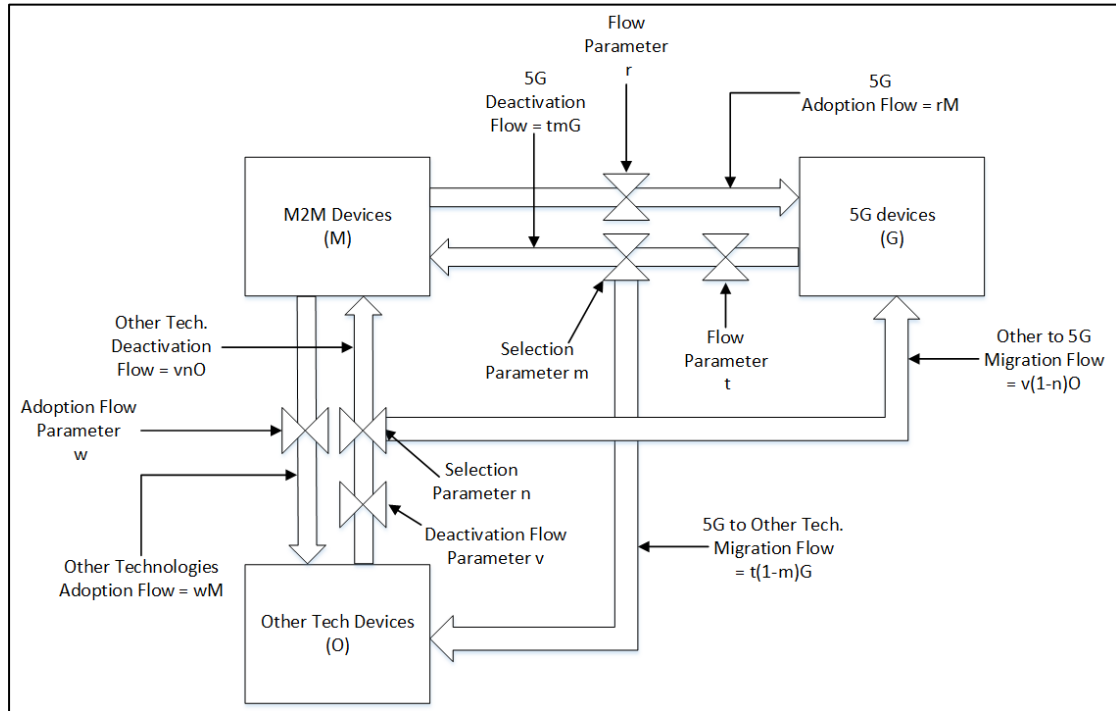 Flow
Parameter
r
5G
Deactivation
Flow = tmG
5G
Adoption Flow = rM
M2M Devices
(M)
5G devices
(G)
Other Tech.
Deactivation
Flow = vnO
Selection
Parameter m
Flow
Parameter
t
Other to 5G
Migration Flow
= v(1-n)O
Adoption Flow
Parameter
w
Selection
Parameter n
Deactivation Flow
Parameter v
5G to Other Tech.
Migration Flow
= t(1-m)G
Other Technologies
Adoption Flow = wM
Other Tech Devices
(O)